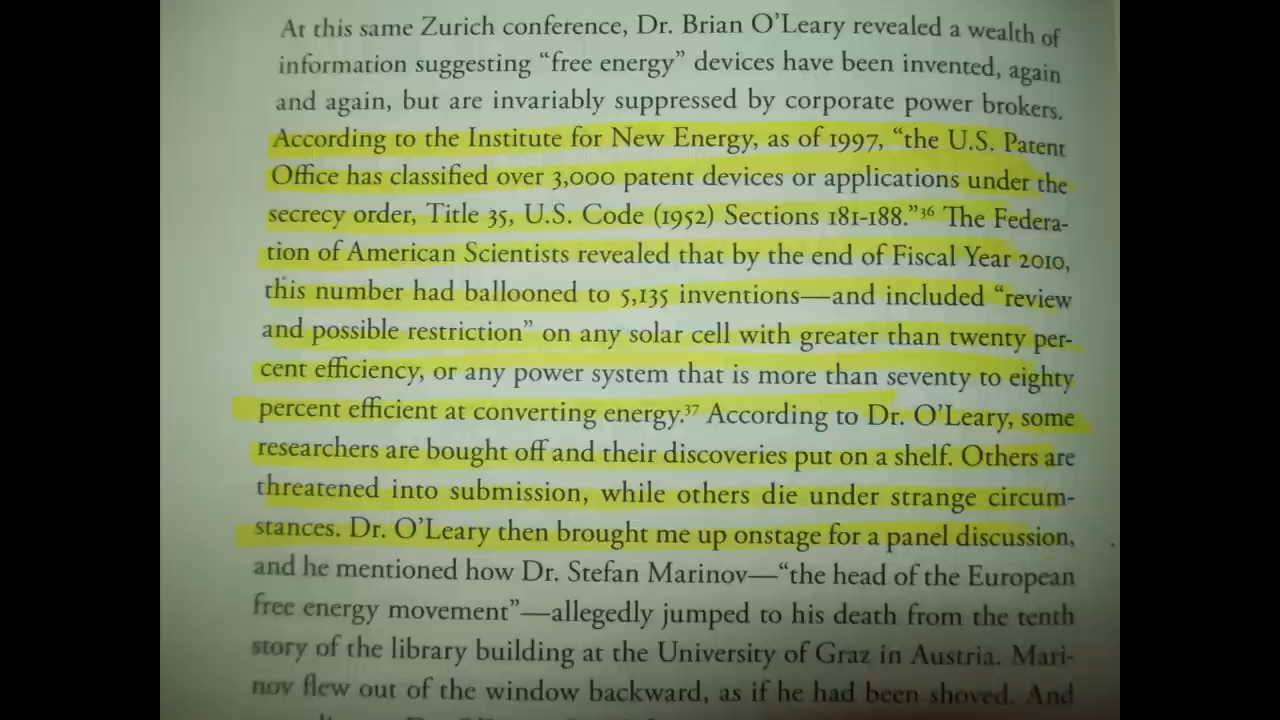 At this same Zurich conference, Dr. Brian O’Leary revealed a wealth of
information suggesting “free energy” devices have been invented, again
and again, but are invariably suppressed by corporate power brokers.
According to the Institute for New Energy, as of 1997, “the U.S. Patent
Office has classified over 3,000 patent devices or applications under the
secrecy order, Title 35, U.S. Code (1952) Sections 181-188.”36 The Federa-
tion of American Scientists revealed that by the end of Fiscal Year 2010,
this number had ballooned to 5,135 inventions—and included “review
and possible restriction” on any solar cell with greater than twenty per-
cent efficiency, or any power system that is more than seventy to eighty
percent efficient at converting energy.37 According to Dr. O’Leary, some
researchers are bought off and their discoveries put on a shelf. Others are
threatened into submission, while others die under strange circum-
stances. Dr. O’Leary then brought me up onstage for a panel discussion,
and he mentioned how Dr. Stefan Marinov—“the head of the European
free energy movement”—allegedly jumped to his death from the tenth
story of the library building at the University of Graz in Austria. Mari-
nov flew out of the window backward, as if he had been shoved. And